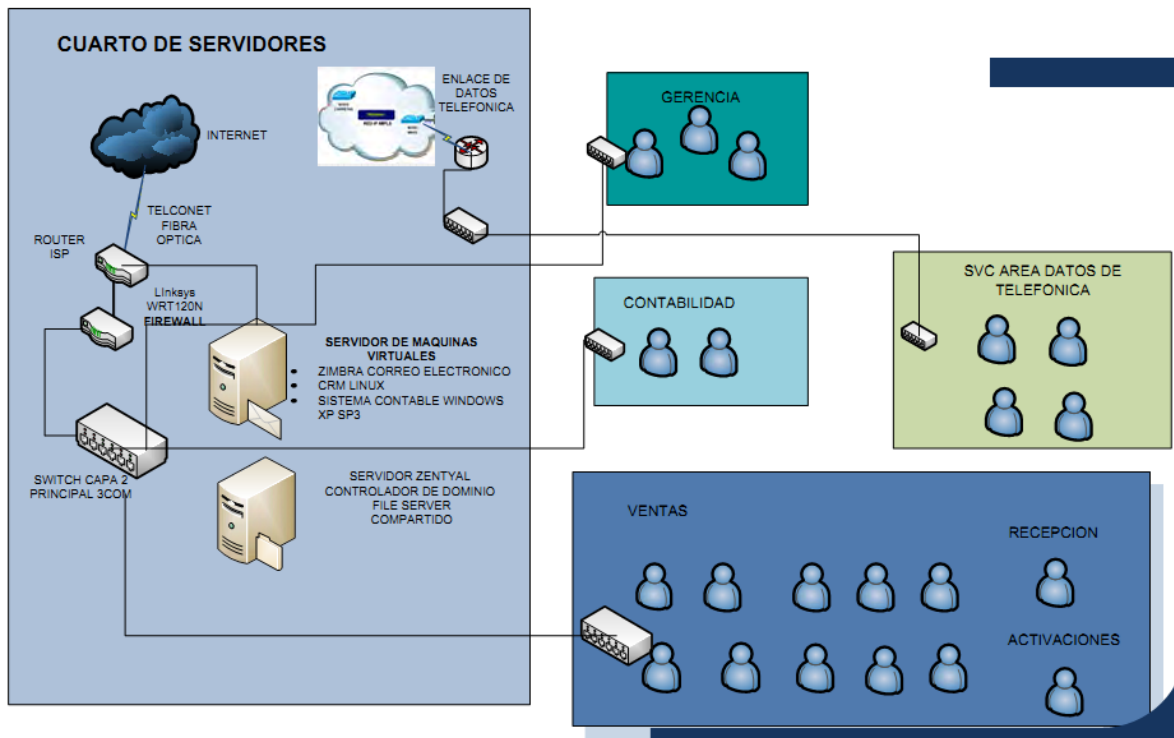 CUARTO DE SERVIDORES
INTERNET
ENLACE DE
DATOS
TELEFONICA
TELCONET
FIBRA
OPTICA
ROUTER
ISP
LInksys
WRT120N
FIREWALL
SERVIDOR DE MAQUINAS
VIRTUALES
• ZIMBRA CORREO ELECTRONICO
• CRM LINUX
• SISTEMA CONTABLE WINDOWS
XP SP3
SWITCH CAPA 2
PRINCIPAL 3COM
SERVIDOR ZENTYAL
CONTROLADOR DE DOMINIO
FILE SERVER
COMPARTIDO
GERENCIA
CONTABILIDAD
SVC AREA DATOS DE
TELEFONICA
VENTAS
RECEPCION
ACTIVACIONES